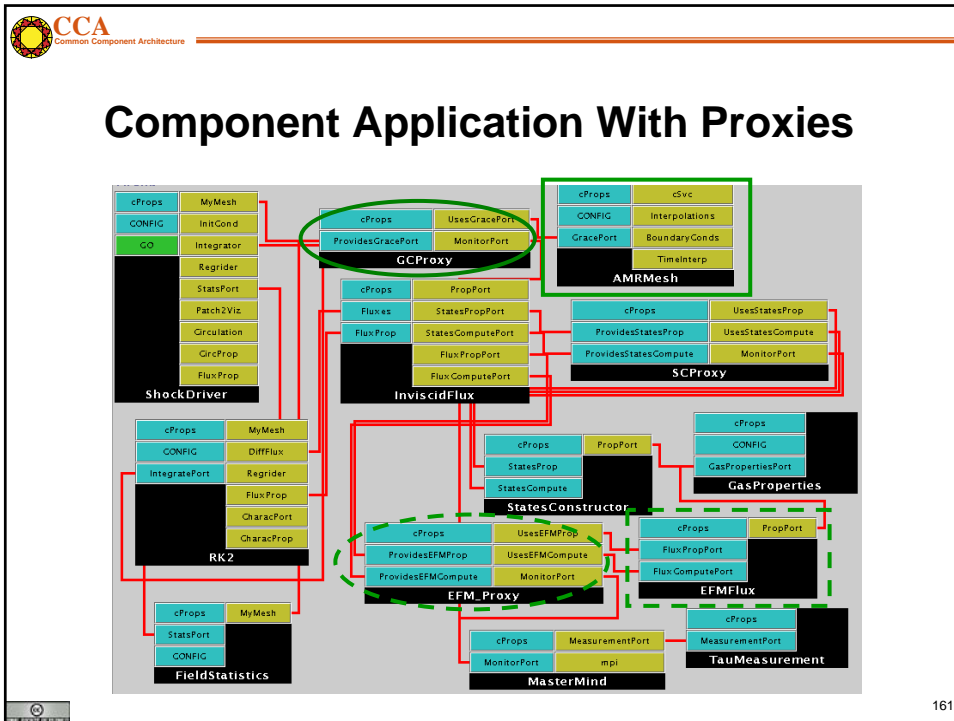 CCA
Common Component Architecture
Component Application With Proxies
cProps MyMesh
CONFIG InitCond
GO Integrator
Regrider
StatsPort
Patch2Viz
Circulation
CircProp
FluxProp
ShockDriver
cProps UsesGracePort
ProvidesGracePort MonitorPort
GCProxy
cProps cSvc
CONFIG Interpolations
GracePort BoundaryConds
TimeInterp
AMRMesh
cProps PropPort
Fluxes StatesPropPort
FluxProp StatesComputePort
FluxPropPort
FluxComputePort
InviscidFlux
cProps UsesStatesProp
ProvidesStatesProp UsesStatesCompute
ProvidesStatesCompute MonitorPort
SCProxy
cProps MyMesh
CONFIG DiffFlux
IntegratePort Regrider
FluxProp
CharacPort
CharacProp
RK2
cProps PropPort
StatesProp
StatesCompute
StatesConstructor
cProps
CONFIG
GasPropertiesPort
GasProperties
cProps UsesEFMProp
ProvidesEFMProp UsesEFMCompute
ProvidesEFMCompute MonitorPort
EFM_Proxy
cProps PropPort
FluxPropPort
FluxComputePort
EFMFlux
cProps MyMesh
StatsPort
CONFIG
FieldStatistics
cProps MeasurementPort
MonitorPort mpi
MasterMind
cProps
MeasurementPort
TauMeasurement
cc
161